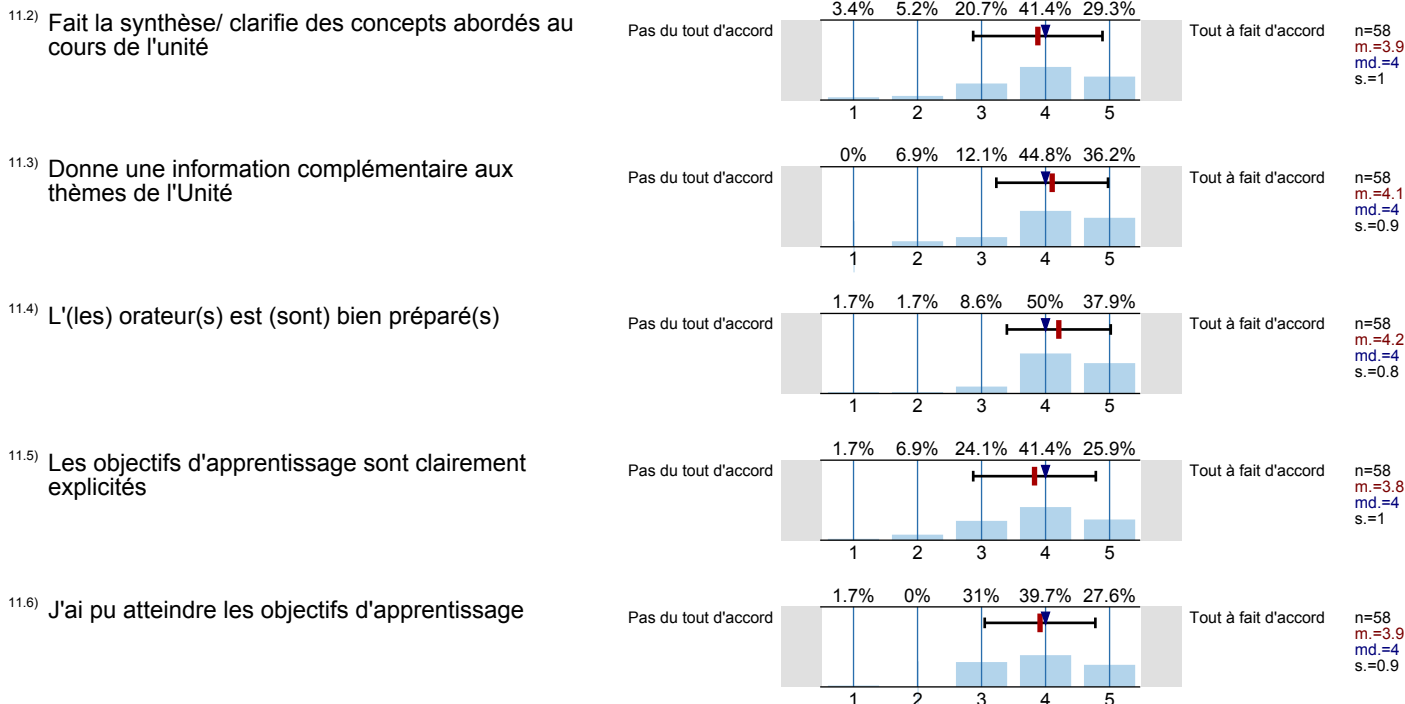 3.4% 5.2% 20.7% 41.4% 29.3%
11.2) Fait la synthèse/ clarifie des concepts abordés au
cours de l'unité
Pas du tout d'accord
Tout à fait d'accord
n=58
m.=3.9
md.=4
s.=1
1 2 3 4 5
0% 6.9% 12.1% 44.8% 36.2%
11.3) Donne une information complémentaire aux
thèmes de l'Unité
Pas du tout d'accord
Tout à fait d'accord
n=58
m.=4.1
md.=4
s.=0.9
1 2 3 4 5
1.7% 1.7% 8.6% 50% 37.9%
11.4) L'(les) orateur(s) est (sont) bien préparé(s)
Pas du tout d'accord
Tout à fait d'accord
n=58
m.=4.2
md.=4
s.=0.8
1 2 3 4 5
1.7% 6.9% 24.1% 41.4% 25.9%
11.5) Les objectifs d'apprentissage sont clairement
explicités
Pas du tout d'accord
Tout à fait d'accord
n=58
m.=3.8
md.=4
s.=1
1 2 3 4 5
1.7% 0% 31% 39.7% 27.6%
11.6) J'ai pu atteindre les objectifs d'apprentissage
Pas du tout d'accord
Tout à fait d'accord
n=58
m.=3.9
md.=4
s.=0.9
1 2 3 4 5